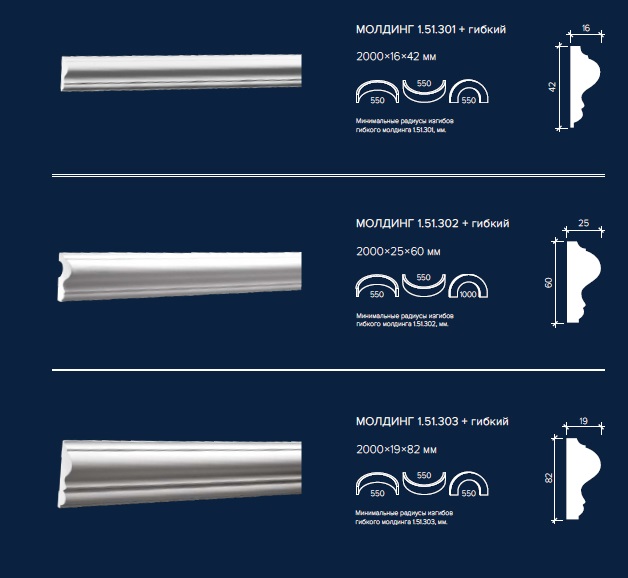 МОЛДИНГ 1.51.301 + гибкий
16
2000×16×42 мм
42
550
550
550
Минимальные радиусы изгибов
гибкого молдинга 1.51.301, мм.
МОЛДИНГ 1.51.302 + гибкий
25
2000×25×60 мм
60
550
550
1000
Минимальные радиусы изгибов
гибкого молдинга 1.51.302, мм.
МОЛДИНГ 1.51.303 + гибкий
19
2000×19×82 мм
82
550
550
550
Минимальные радиусы изгибов
гибкого молдинга 1.51.303, мм.